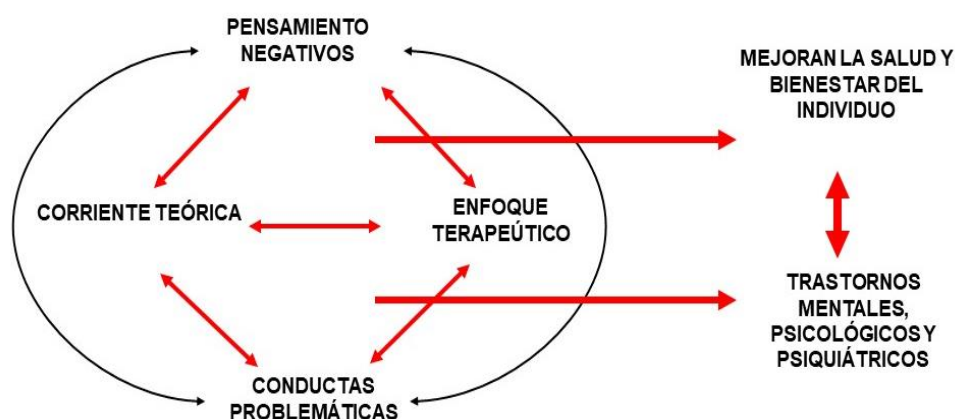 PENSAMIENTO
NEGATIVOS
MEJORAN LA SALUD Y
BIENESTAR DEL
INDIVIDUO
CORRIENTE TEÓRICA
ENFOQUE
TERAPEÚTICO
TRASTORNOS
MENTALES,
PSICOLÓGICOS Y
PSIQUIÁTRICOS
CONDUCTAS
PROBLEMÁTICAS